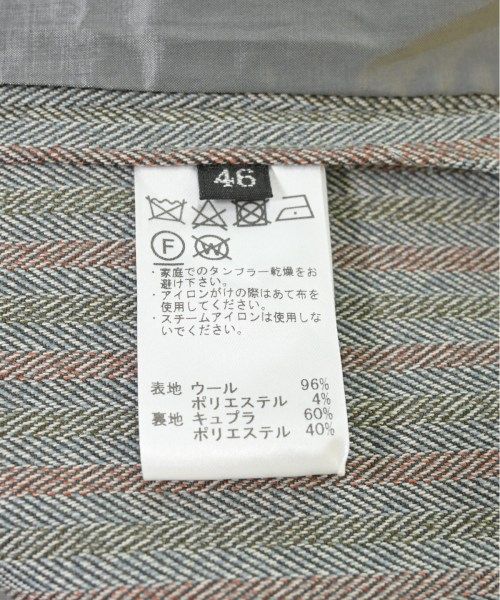 46
F
W
・家庭でのタンブラー乾燥をお
避け下さい。
・アイロンがけの際はあて布を
使用してください。
・スチームアイロンは使用しな
いでください。
表地 ウール 96%
ポリエステル 4%
裏地 キュプラ 60%
ポリエステル 40%